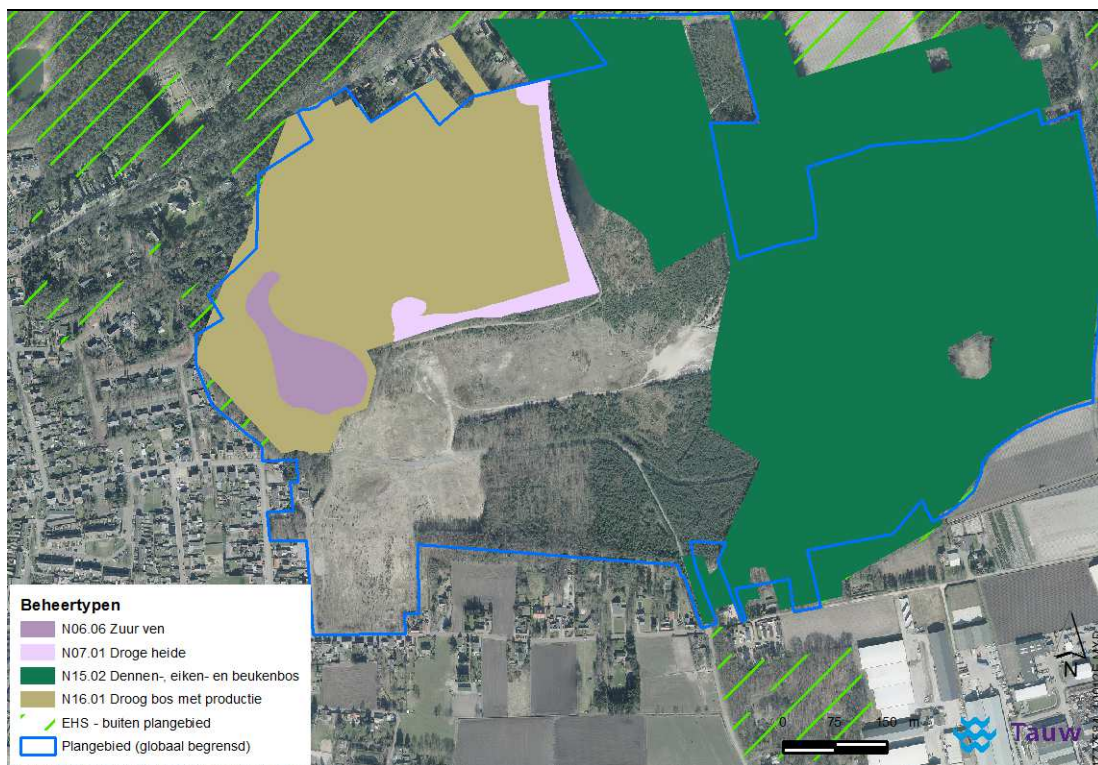 Beheertypen
N06.06 Zuur ven
N07.01 Droge heide
N15.02 Dennen-, eiken- en beukenbos
N16.01 Droog bos met productie
EHS - buiten plangebied
Plangebied (globaal begrensd)
N
0 75 150 m
Tauw